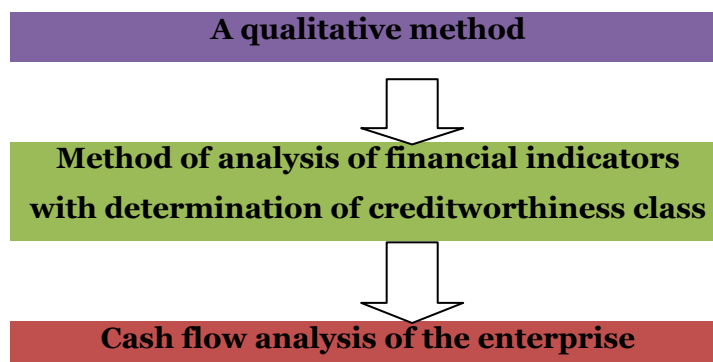 A qualitative method
Method of analysis of financial indicators
with determination of creditworthiness class
Cash flow analysis of the enterprise